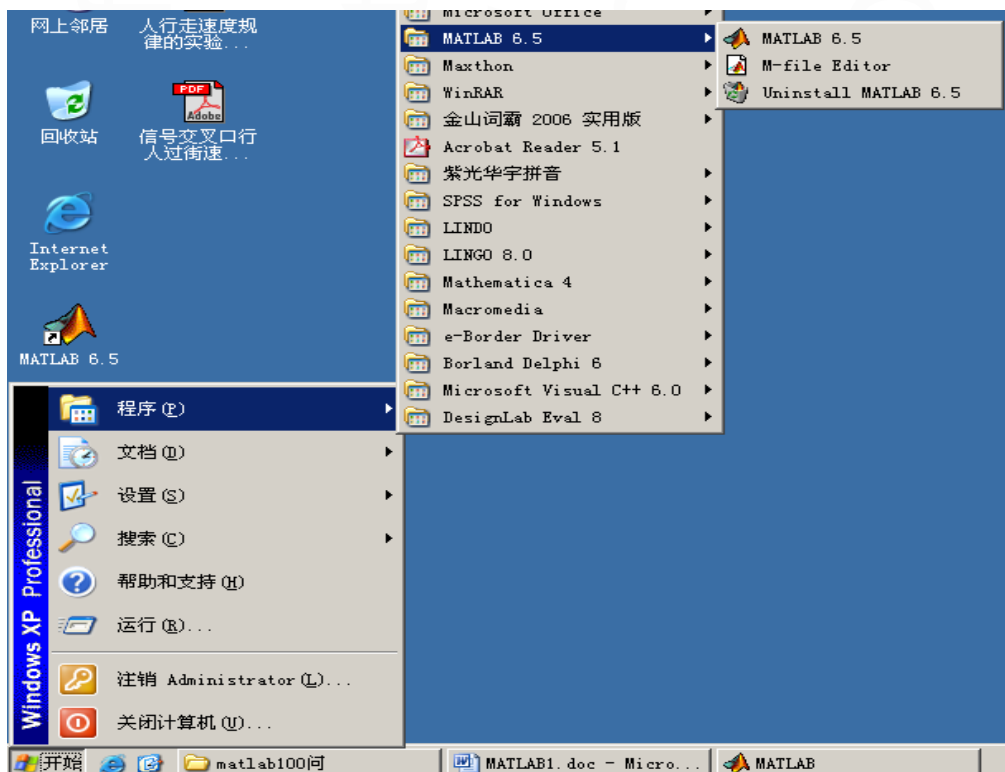 网上邻居
人行走速度规
律的实验...
回收站
PDF
Adobe
信号交叉口行
人过街速...
Internet
Explorer
MATLAB 6.5
Microsoft Office
MATLAB 6.5
Maxthon
WinRAR
金山词霸 2006 实用版
Acrobat Reader 5.1
紫光华宇拼音
SPSS for Windows
LINDO
LINGO 8.0
Mathematica 4
Macromedia
e-Border Driver
Borland Delphi 6
Microsoft Visual C++ 6.0
DesignLab Eval 8
MATLAB 6.5
M-file Editor
Uninstall MATLAB 6.5
Windows XP Professional
程序(P)
文档(D)
设置(S)
搜索(C)
帮助和支持(H)
运行(R)...
注销 Administrator(L)...
关闭计算机(U)...
开始
matlab100问
MATLAB1.doc - Micro...
MATLAB